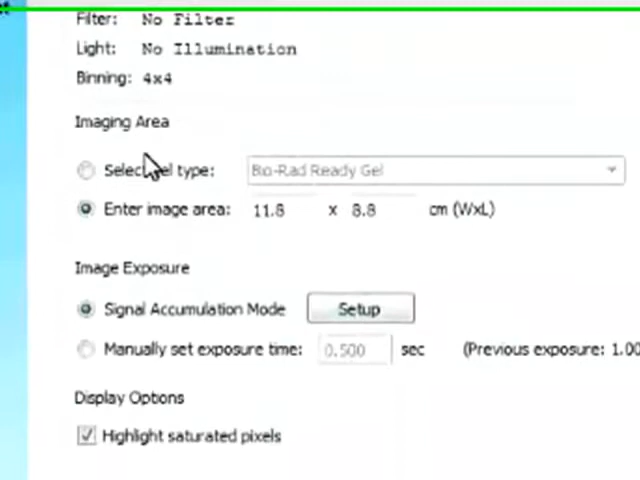 Filter: No Filter
Light: No Illumination
Binning: 4x4
Imaging Area
Select gel type: Bio-Rad Ready Gel
Enter image area: 11.8 x 8.8 cm (WxL)
Image Exposure
Signal Accumulation Mode Setup
Manually set exposure time: 0.500 sec (Previous exposure: 1.00
Display Options
Highlight saturated pixels